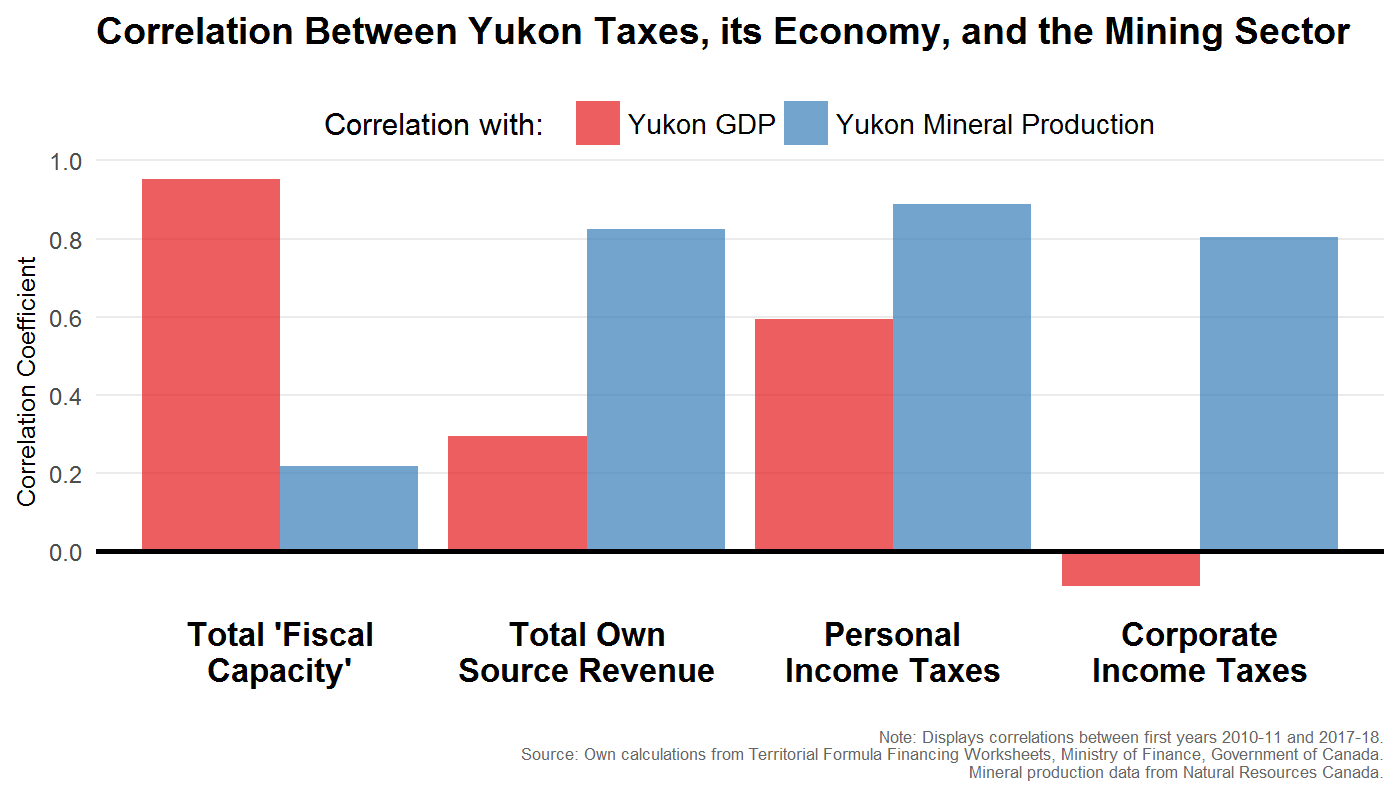 Correlation Between Yukon Taxes, its Economy, and the Mining Sector
Correlation with: Yukon GDP Yukon Mineral Production
Correlation Coefficient
1.0
0.8
0.6
0.4
0.2
0.0
Total 'Fiscal Capacity'
Total Own Source Revenue
Personal Income Taxes
Corporate Income Taxes
Note: Displays correlations between first years 2010-11 and 2017-18.
Source: Own calculations from Territorial Formula Financing Worksheets, Ministry of Finance, Government of Canada.
Mineral production data from Natural Resources Canada.